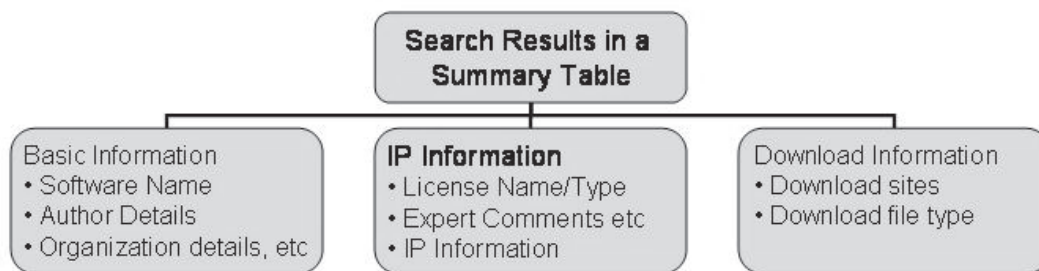 Search Results in a
Summary Table
Basic Information
• Software Name
• Author Details
• Organization details, etc
IP Information
• License Name/Type
• Expert Comments etc
• IP Information
Download Information
• Download sites
• Download file type